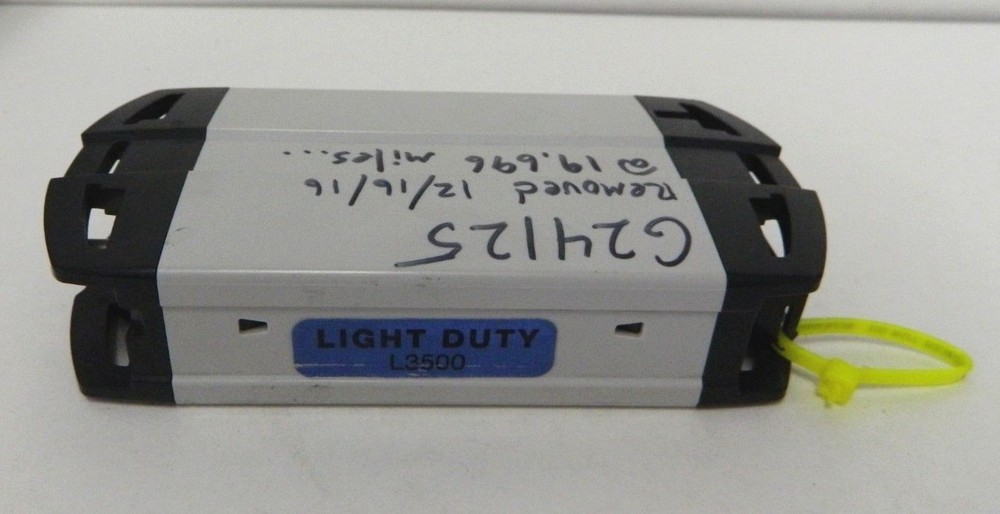 G24125
Removed 12/16/16
@ 19,696 miles...
LIGHT DUTY
L3500